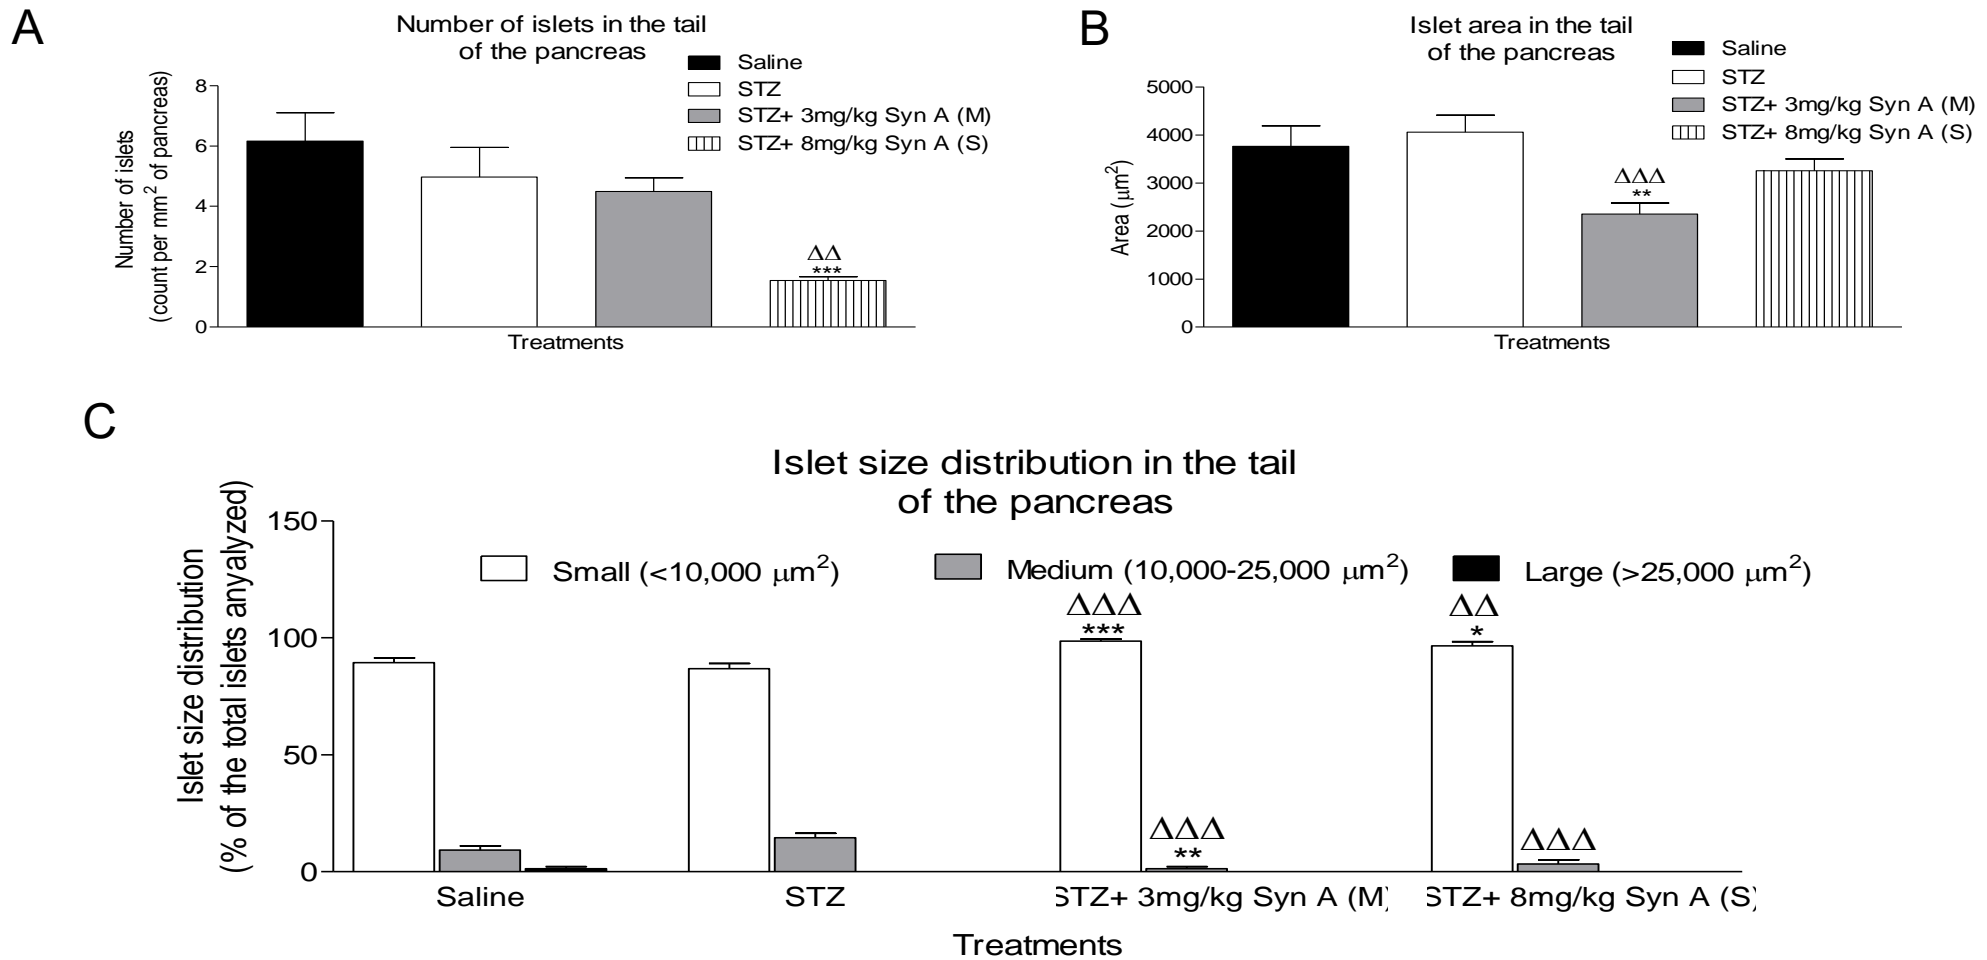 A
Number of islets in the tail
of the pancreas
Saline
STZ
STZ+ 3mg/kg Syn A (M)
STZ+ 8mg/kg Syn A (S)
Number of islets
(count per mm² of pancreas)
8
6
4
2
0
ΔΔ
***
Treatments
B
Islet area in the tail
of the pancreas
Saline
STZ
STZ+ 3mg/kg Syn A (M)
STZ+ 8mg/kg Syn A (S)
Area (μm²)
5000
4000
3000
2000
1000
0
ΔΔΔ
**
Treatments
C
Islet size distribution in the tail
of the pancreas
Islet size distribution
(% of the total islets anyalyzed)
150
100
50
0
Small (<10,000 μm²)
Medium (10,000-25,000 μm²)
Large (>25,000 μm²)
ΔΔΔ
***
ΔΔ
*
ΔΔΔ
**
ΔΔΔ
Saline
STZ
STZ+ 3mg/kg Syn A (M)
STZ+ 8mg/kg Syn A (S)
Treatments